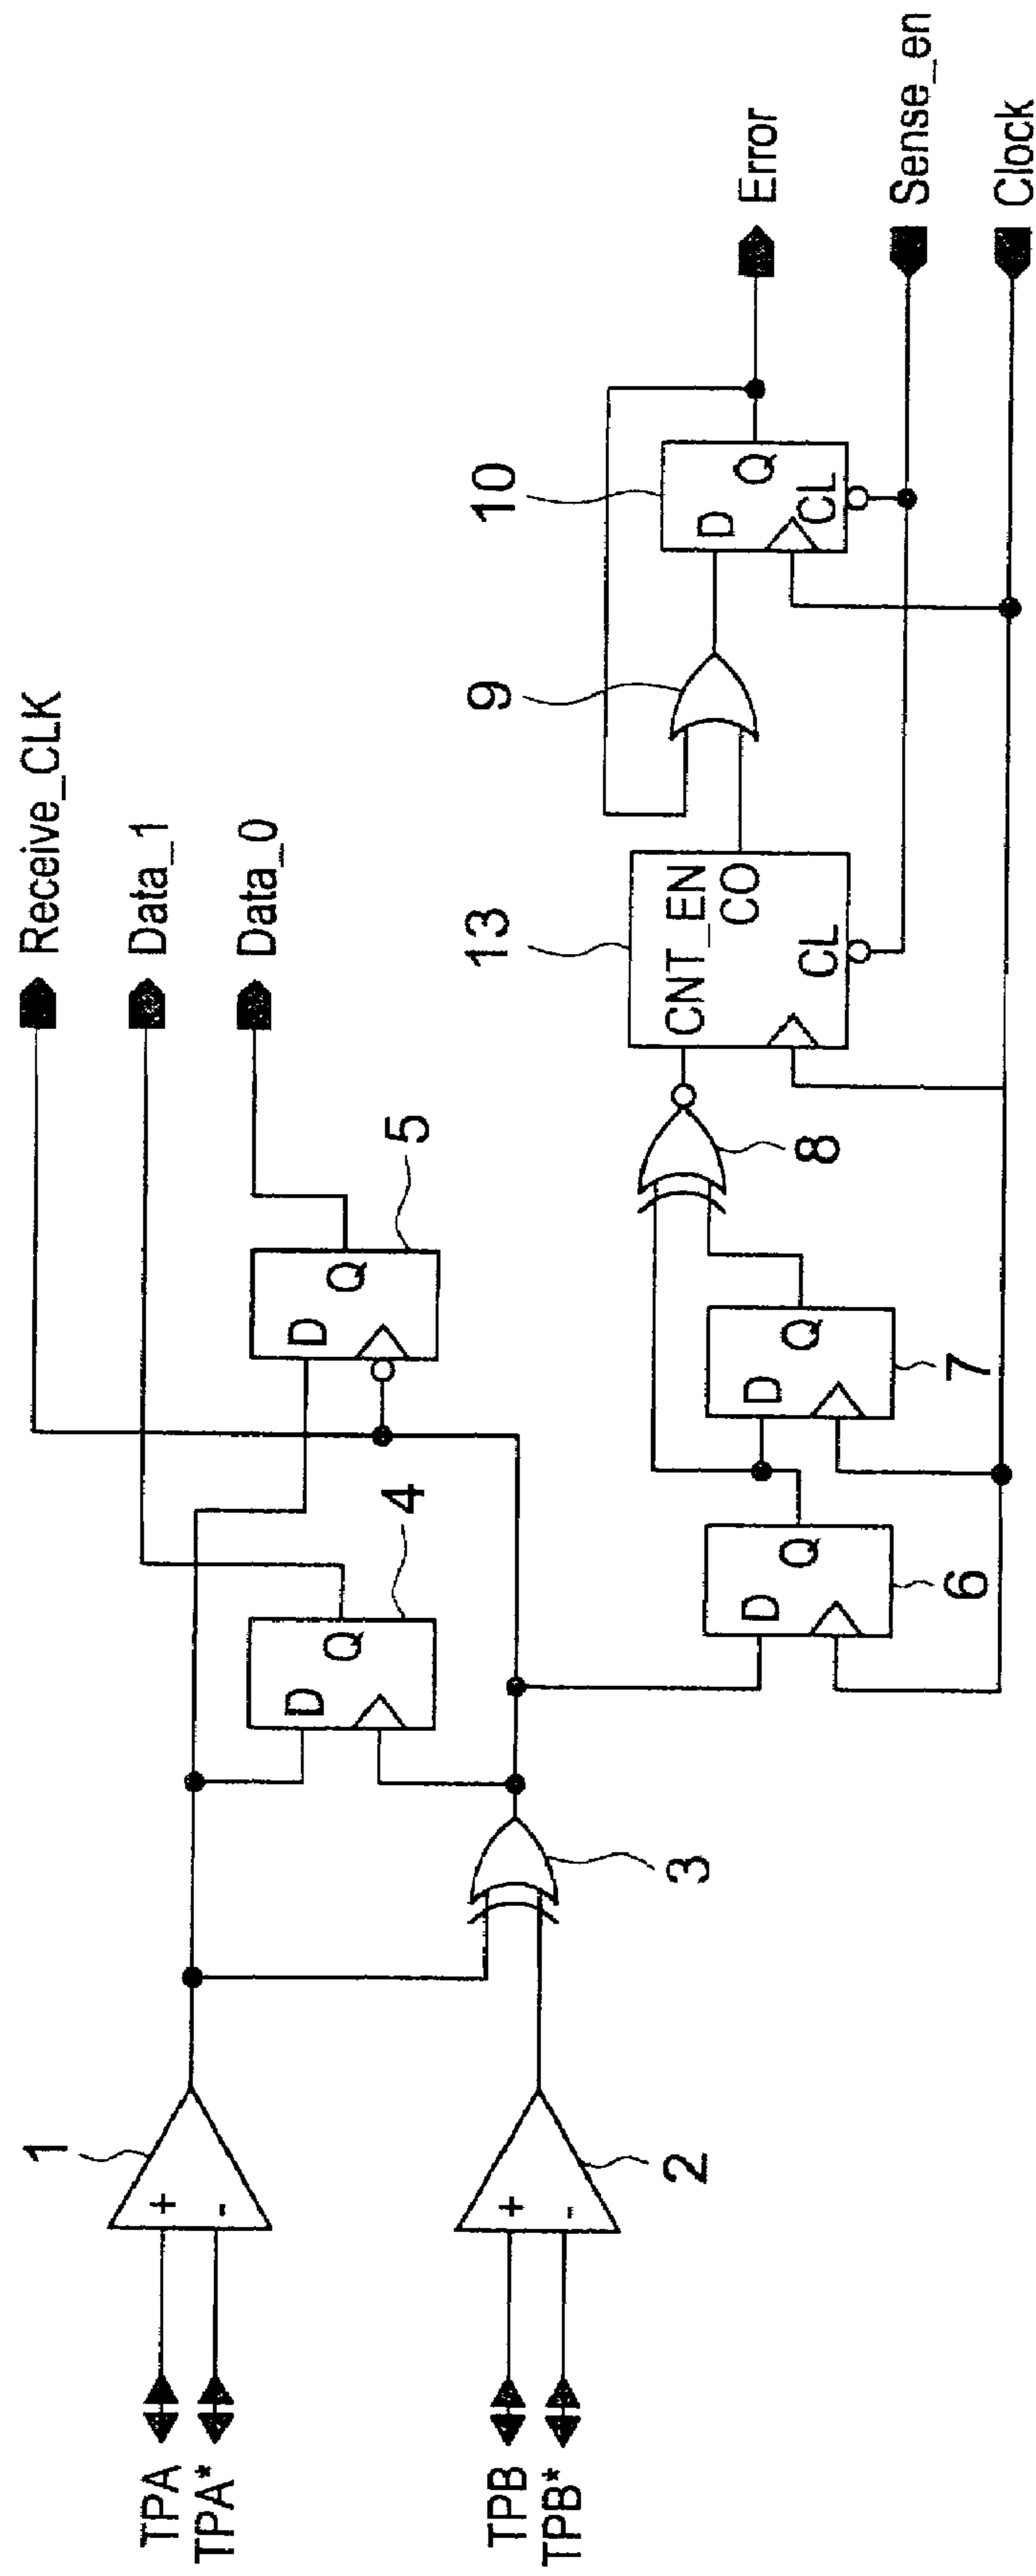 TPA
TPA*
TPB
TPB*
1
+
-
2
+
-
3
4
D
Q
5
D
Q
Receive_CLK
Data_1
Data_0
6
D
Q
7
D
Q
8
13
CNT_EN
CO
CL
9
10
D
Q
CL
Error
Sense_en
Clock